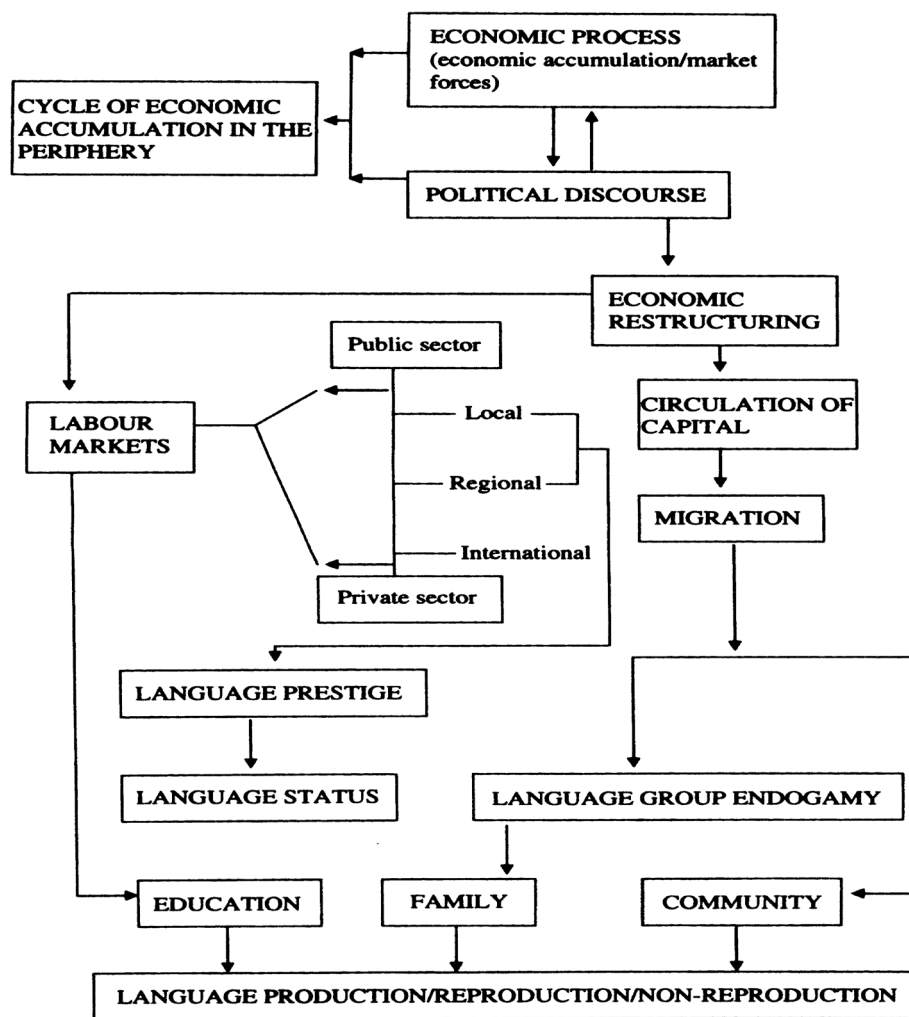 ECONOMIC PROCESS
(economic accumulation/market
forces)
CYCLE OF ECONOMIC
ACCUMULATION IN THE
PERIPHERY
POLITICAL DISCOURSE
ECONOMIC
RESTRUCTURING
Public sector
LABOUR
MARKETS
Local
Regional
International
Private sector
CIRCULATION OF
CAPITAL
MIGRATION
LANGUAGE PRESTIGE
LANGUAGE STATUS
LANGUAGE GROUP ENDOGAMY
EDUCATION
FAMILY
COMMUNITY
LANGUAGE PRODUCTION/REPRODUCTION/NON-REPRODUCTION